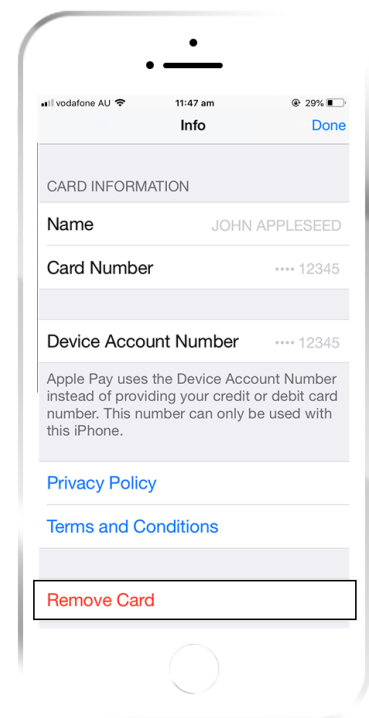 vodafone AU 11:47 am 29%
Info Done
CARD INFORMATION
Name JOHN APPLESEED
Card Number •••• 12345
Device Account Number •••• 12345
Apple Pay uses the Device Account Number
instead of providing your credit or debit card
number. This number can only be used with
this iPhone.
Privacy Policy
Terms and Conditions
Remove Card